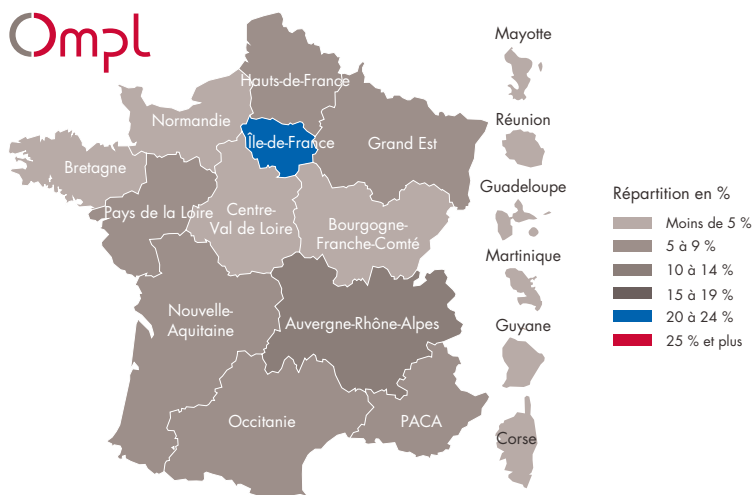 Ompl
Mayotte
Hauts-de-France
Normandie
Île-de-France
Grand Est
Réunion
Bretagne
Pays de la Loire
Centre-
Val de Loire
Bourgogne-
Franche-Comté
Guadeloupe
Martinique
Nouvelle-
Aquitaine
Auvergne-Rhône-Alpes
Guyane
Occitanie
PACA
Corse
Répartition en %
Moins de 5 %
5 à 9 %
10 à 14 %
15 à 19 %
20 à 24 %
25 % et plus